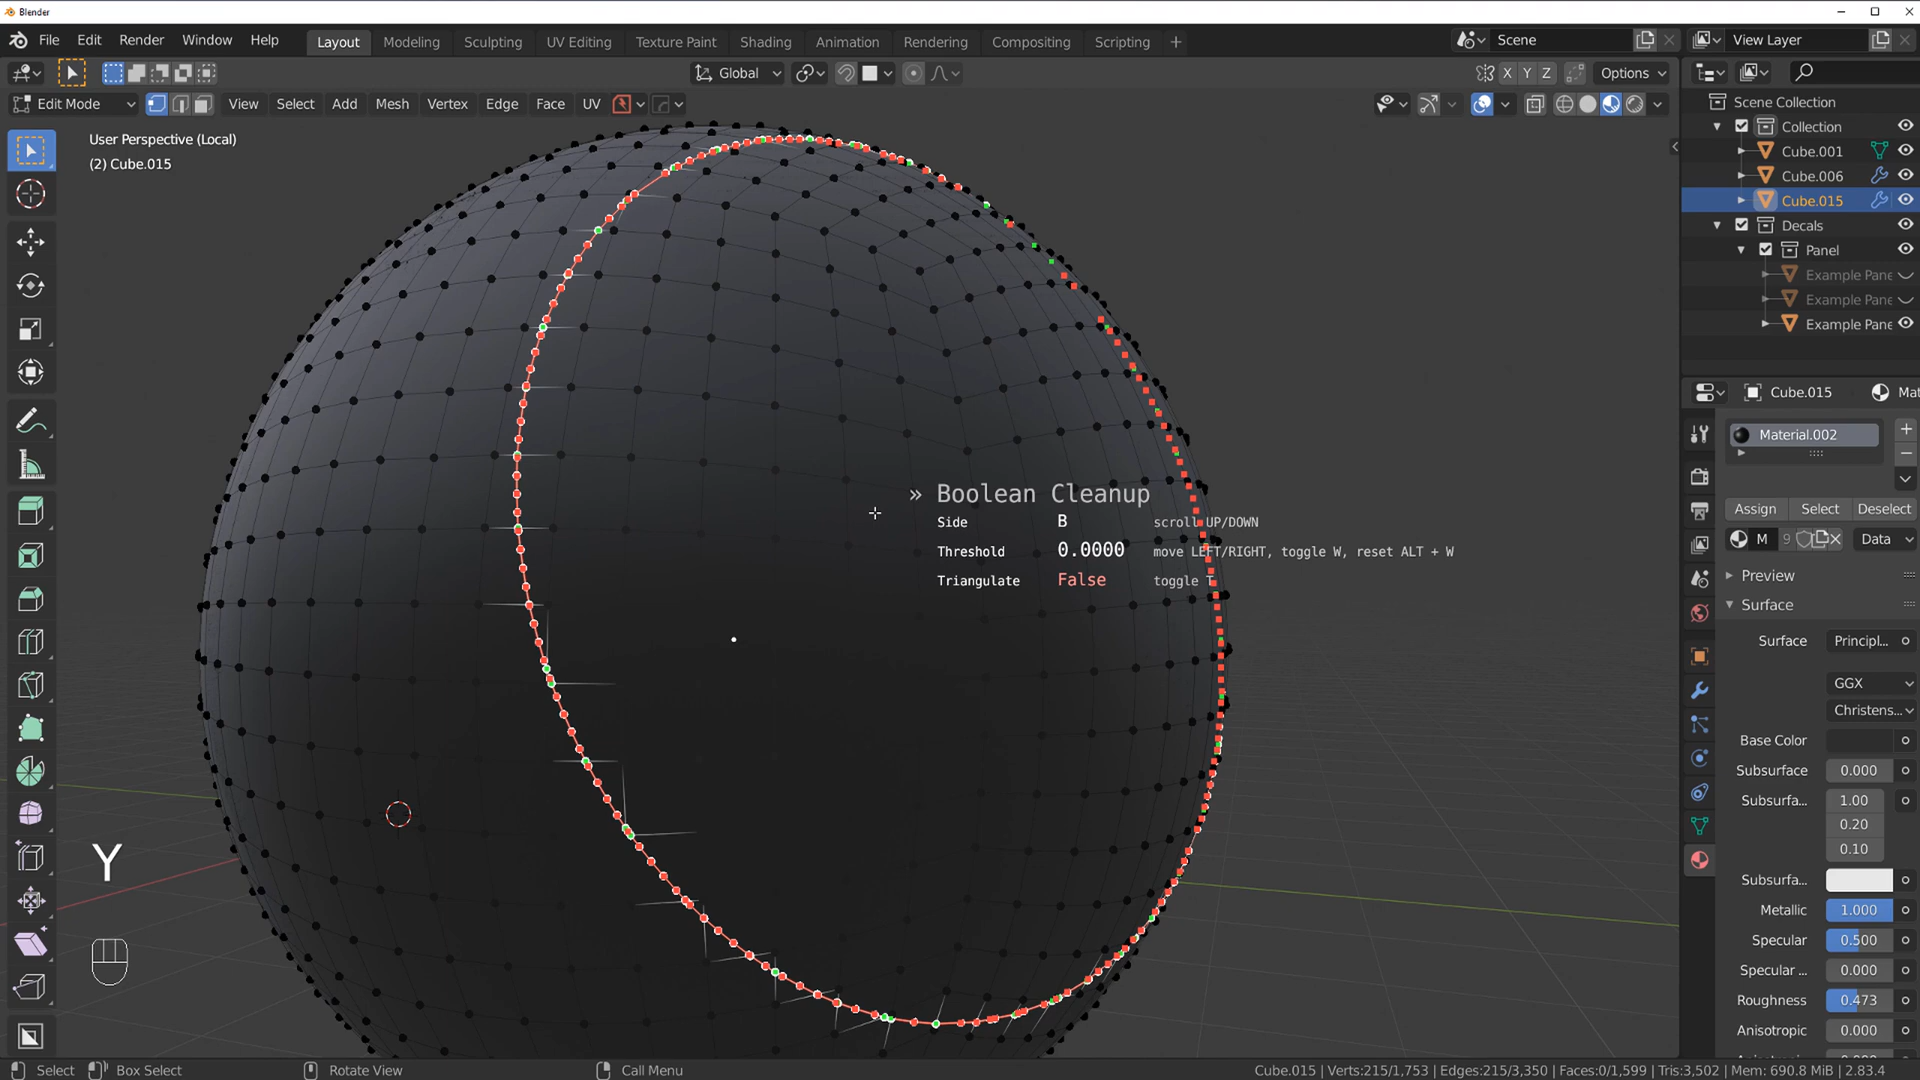 Blender
File Edit Render Window Help Layout Modeling Sculpting UV Editing Texture Paint Shading Animation Rendering Compositing Scripting + Scene View Layer
Global X Y Z Options
Edit Mode View Select Add Mesh Vertex Edge Face UV
User Perspective (Local)
(2) Cube.015
Scene Collection
Collection
Cube.001
Cube.006
Cube.015
Decals
Panel
Example Pane
Example Pane
Example Pane
» Boolean Cleanup
Side B scroll UP/DOWN
Threshold 0.0000 move LEFT/RIGHT, toggle W, reset ALT + W
Triangulate False toggle T
Y
Cube.015 Mat
Material.002
Assign Select Deselect
M 9 Data
Preview
Surface
Surface Principl...
GGX
Christens...
Base Color
Subsurface 0.000
Subsurfa... 1.00
0.20
0.10
Subsurfa...
Metallic 1.000
Specular 0.500
Specular ... 0.000
Roughness 0.473
Anisotropic 0.000
Select Box Select Rotate View Call Menu Cube.015 | Verts:215/1,753 | Edges:215/3,350 | Faces:0/1,599 | Tris:3,502 | Mem: 690.8 MiB | 2.83.4